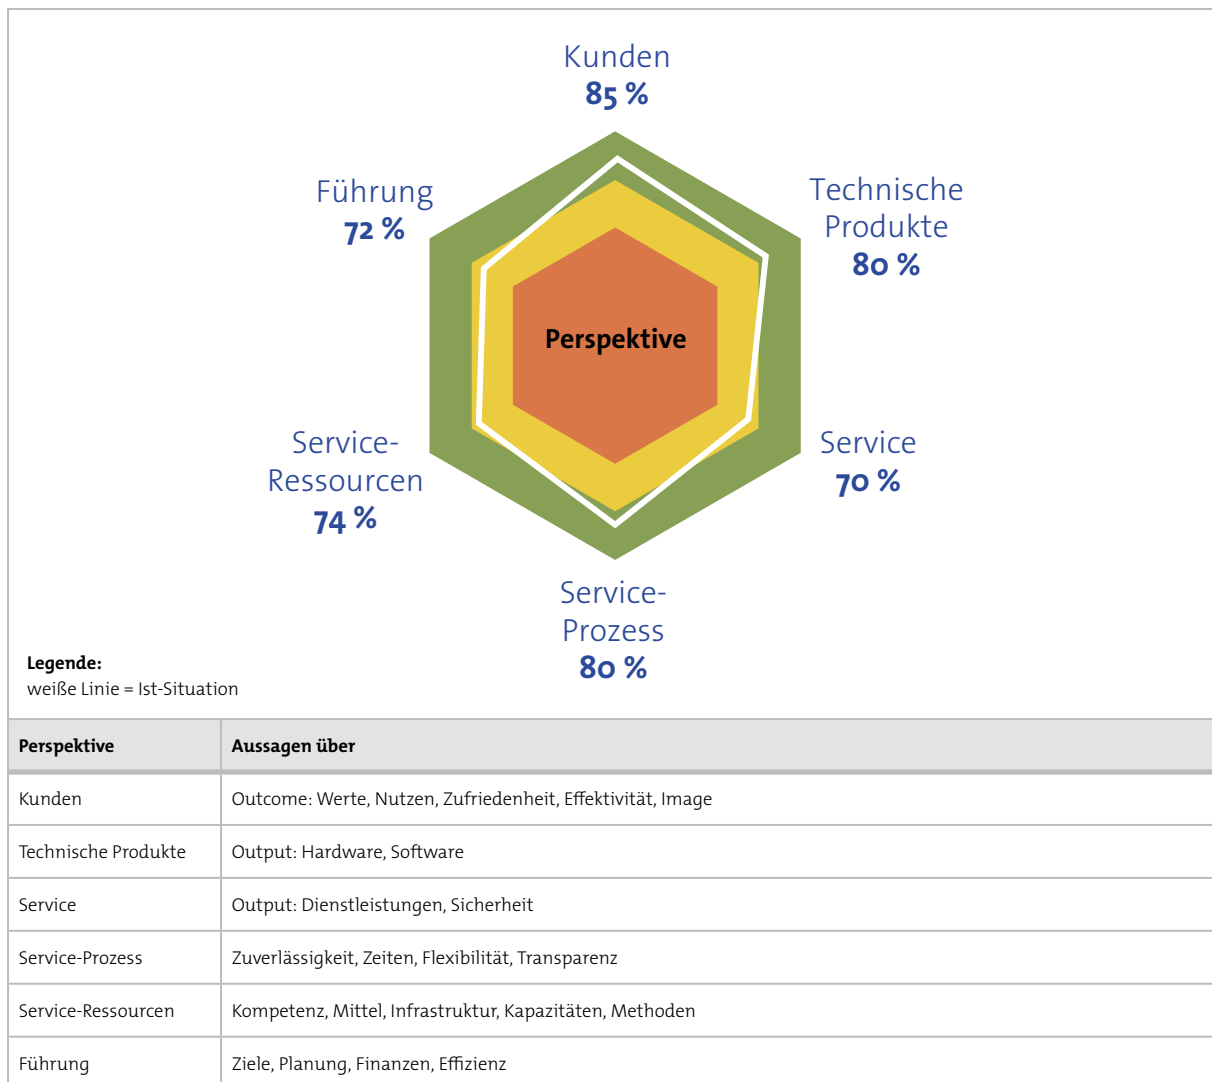 Kunden
85 %
Führung
72 %
Technische
Produkte
80 %
Perspektive
Service-
Ressourcen
74 %
Service
70 %
Service-
Prozess
80 %
Legende:
weiße Linie = Ist-Situation
Perspektive Aussagen über
Kunden Outcome: Werte, Nutzen, Zufriedenheit, Effektivität, Image
Technische Produkte Output: Hardware, Software
Service Output: Dienstleistungen, Sicherheit
Service-Prozess Zuverlässigkeit, Zeiten, Flexibilität, Transparenz
Service-Ressourcen Kompetenz, Mittel, Infrastruktur, Kapazitäten, Methoden
Führung Ziele, Planung, Finanzen, Effizienz